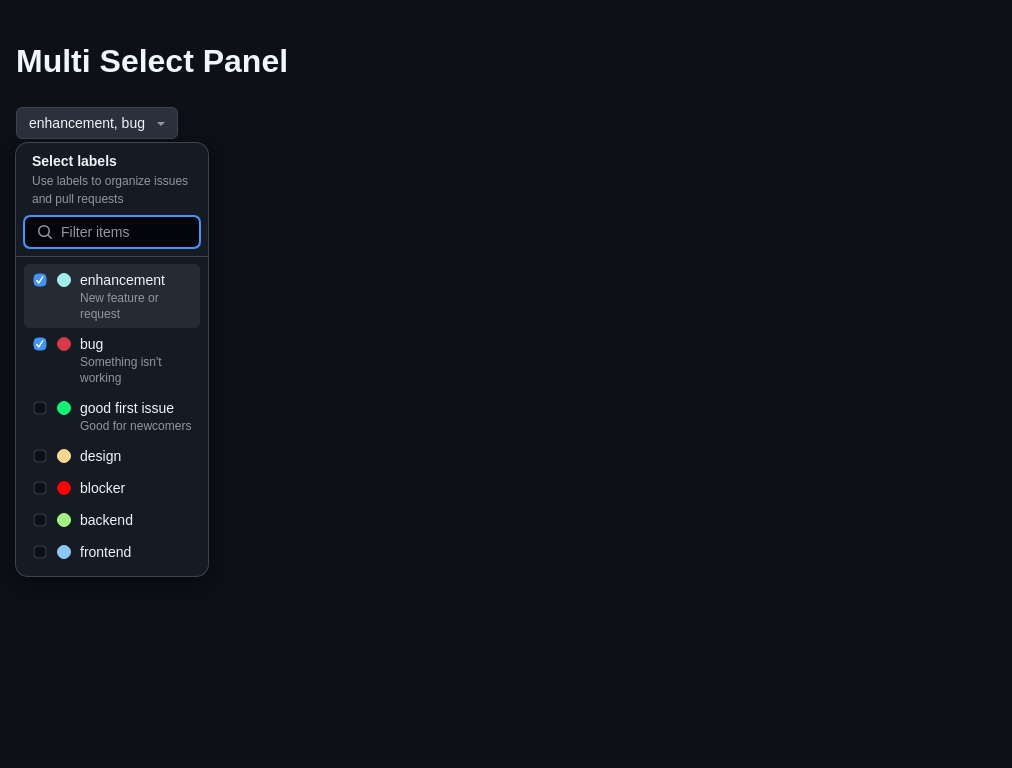 Multi Select Panel
enhancement, bug
Select labels
Use labels to organize issues
and pull requests
Filter items
enhancement
New feature or
request
bug
Something isn't
working
good first issue
Good for newcomers
design
blocker
backend
frontend